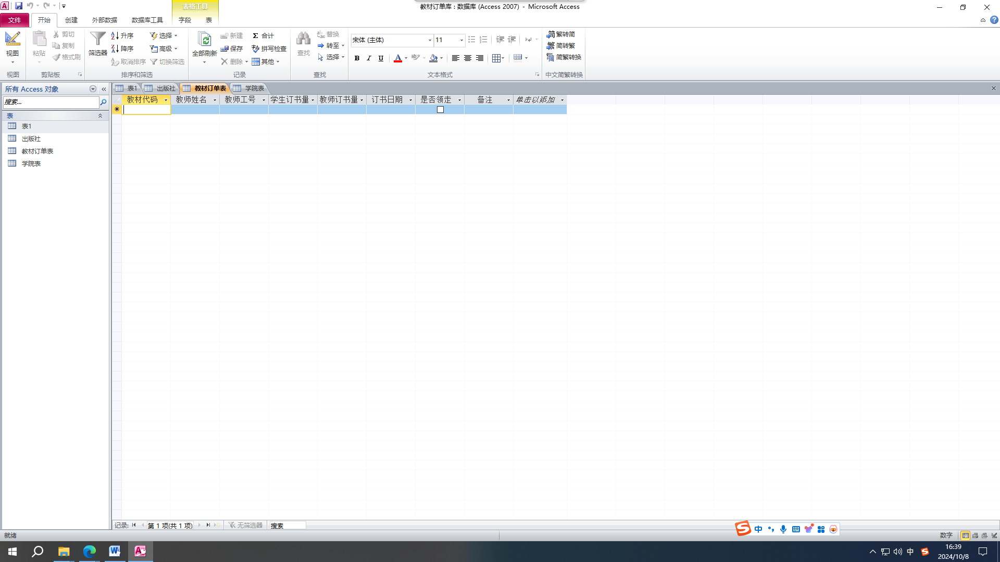 教材订单库 : 数据库 (Access 2007) - Microsoft Access
表格工具
文件 开始 创建 外部数据 数据库工具 字段 表
视图 粘贴 剪切 复制 格式刷
筛选器 升序 降序 取消排序 选择 高级 切换筛选
全部刷新 新建 保存 删除 Σ 合计 拼写检查 其他
查找 替换 转至 选择
宋体 (主体) 11
B I U A
繁转简 简转繁 简繁转换
视图 剪贴板 排序和筛选 记录 查找 文本格式 中文简繁转换
所有 Access 对象
表1 出版社 教材订单表 学院表
搜索...
教材代码 教师姓名 教师工号 学生订书量 教师订书量 订书日期 是否领走 备注 单击以添加
表
表1
出版社
教材订单表
学院表
记录: 第 1 项(共 1 项) 无筛选器 搜索
中
就绪
数字
中
16:39
2024/10/8